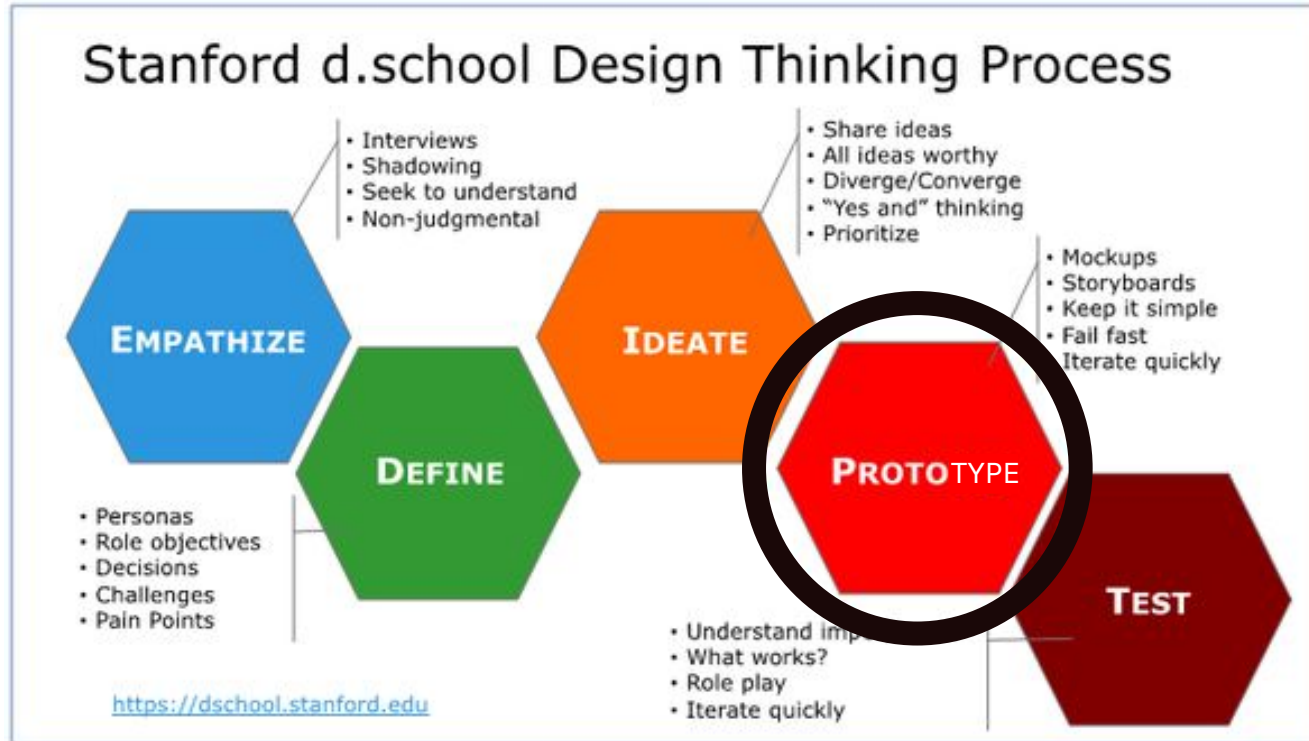 Stanford d.school Design Thinking Process
• Interviews
• Shadowing
• Seek to understand
• Non-judgmental
• Share ideas
• All ideas worthy
• Diverge/Converge
• “Yes and” thinking
• Prioritize
• Mockups
• Storyboards
• Keep it simple
• Fail fast
Iterate quickly
EMPATHIZE
DEFINE
IDEATE
PROTOTYPE
TEST
• Personas
• Role objectives
• Decisions
• Challenges
• Pain Points
• Understand
• What works?
• Role play
• Iterate quickly
https://dschool.stanford.edu